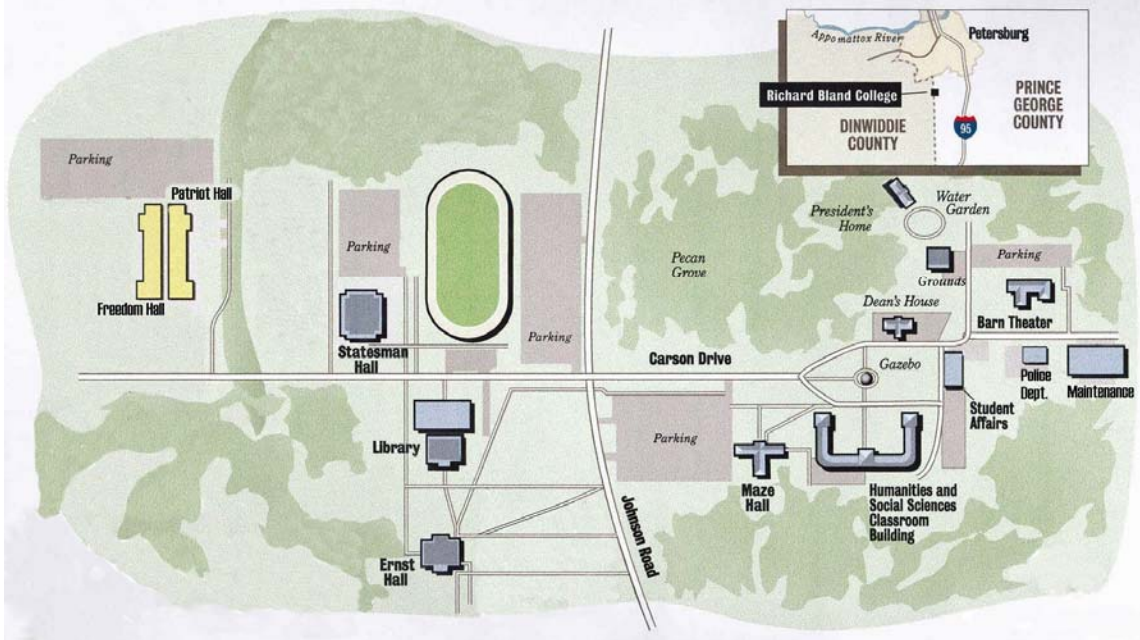 Appomattox River
Petersburg
Richard Bland College
PRINCE
GEORGE
COUNTY
DINWIDDIE
COUNTY
95
Parking
Patriot Hall
Freedom Hall
Parking
Statesman
Hall
Parking
Pecan
Grove
President's
Home
Water
Garden
Grounds
Parking
Dean's House
Barn Theater
Carson Drive
Gazebo
Police
Dept.
Maintenance
Student
Affairs
Library
Parking
Maze
Hall
Humanities and
Social Sciences
Classroom
Building
Johnson Road
Ernst
Hall